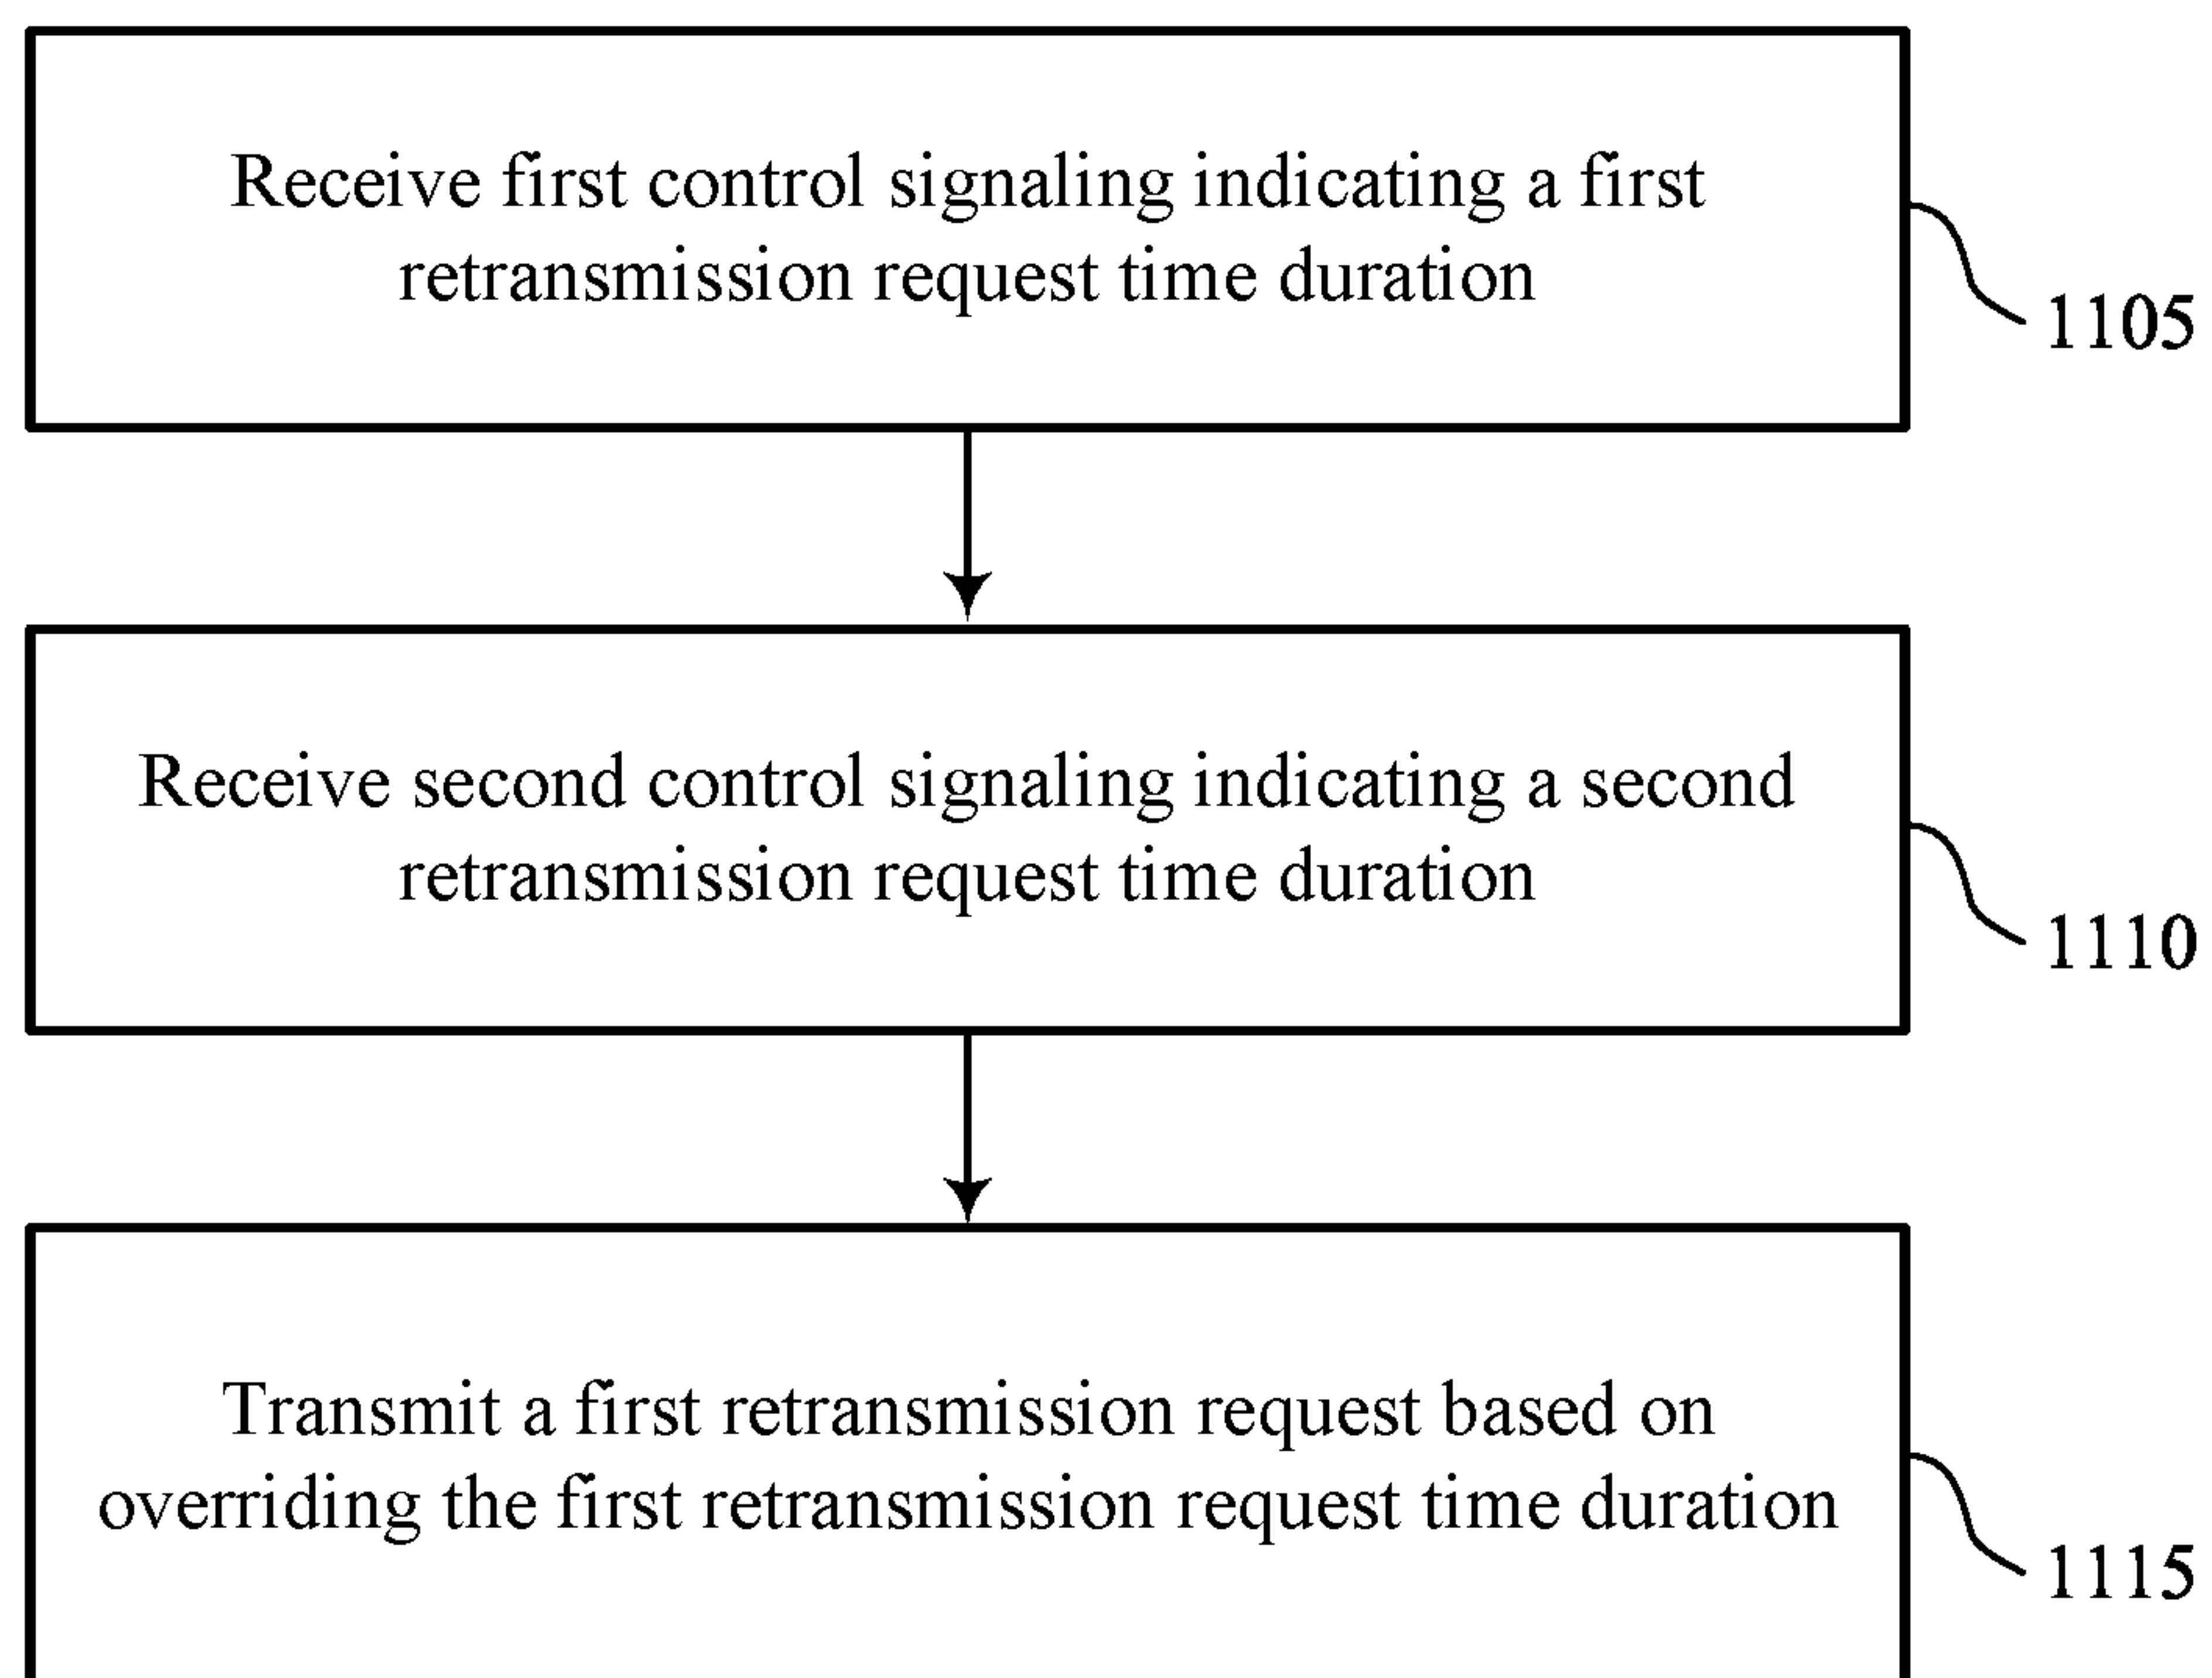 Receive first control signaling indicating a first
retransmission request time duration
1105
Receive second control signaling indicating a second
retransmission request time duration
1110
Transmit a first retransmission request based on
overriding the first retransmission request time duration
1115